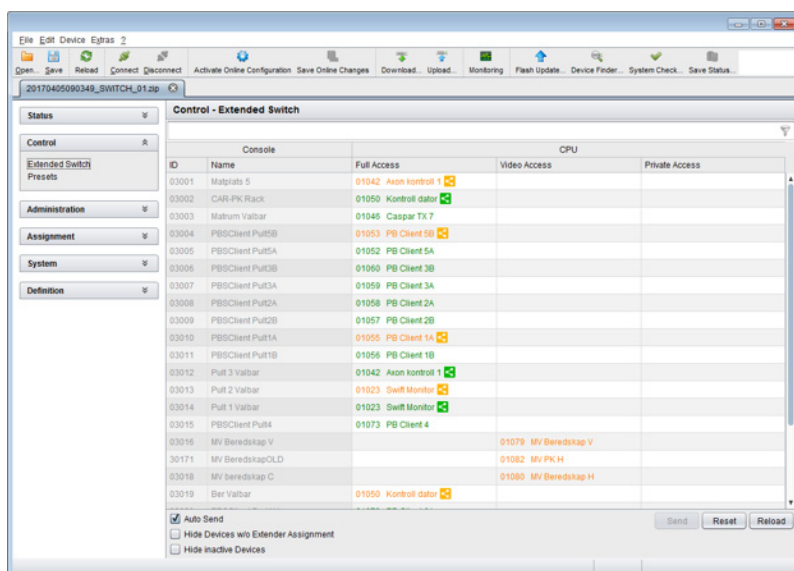 File Edit Device Extras ?
Open... Save Reload Connect Disconnect Activate Online Configuration Save Online Changes Download... Upload... Monitoring Flash Update... Device Finder... System Check... Save Status...
20170405090349_SWITCH_01.zip
Status
Control
Extended Switch
Presets
Administration
Assignment
System
Definition
Control - Extended Switch
Console CPU
ID Name Full Access Video Access Private Access
03001 Matplats 5 01042 Axon kontroll 1
03002 CAR-PK Rack 01050 Kontroll dator
03003 Matrum Valbar 01046 Caspar TX 7
03004 PBSClient Pult5B 01053 PB Client 5B
03005 PBSClient Pult5A 01052 PB Client 5A
03006 PBSClient Pult3B 01060 PB Client 3B
03007 PBSClient Pult3A 01059 PB Client 3A
03008 PBSClient Pult2A 01058 PB Client 2A
03009 PBSClient Pult2B 01057 PB Client 2B
03010 PBSClient Pult1A 01055 PB Client 1A
03011 PBSClient Pult1B 01056 PB Client 1B
03012 Pult 3 Valbar 01042 Axon kontroll 1
03013 Pult 2 Valbar 01023 Swift Monitor
03014 Pult 1 Valbar 01023 Swift Monitor
03015 PBSClient Pult4 01073 PB Client 4
03016 MV Beredskap V 01079 MV Beredskap V
30171 MV BeredskapOLD 01082 MV PK H
03018 MV beredskap C 01080 MV Beredskap H
03019 Ber Valbar 01050 Kontroll dator
Auto Send Send Reset Reload
Hide Devices w/o Extender Assignment
Hide inactive Devices